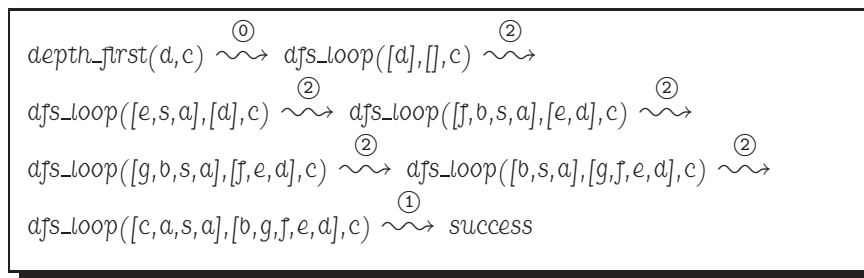 depth_first(d,c) ⓪⇝ dfs_loop([d],[],c) ②⇝
dfs_loop([e,s,a],[d],c) ②⇝ dfs_loop([f,b,s,a],[e,d],c) ②⇝
dfs_loop([g,b,s,a],[f,e,d],c) ②⇝ dfs_loop([b,s,a],[g,f,e,d],c) ②⇝
dfs_loop([c,a,s,a],[b,g,f,e,d],c) ①⇝ success